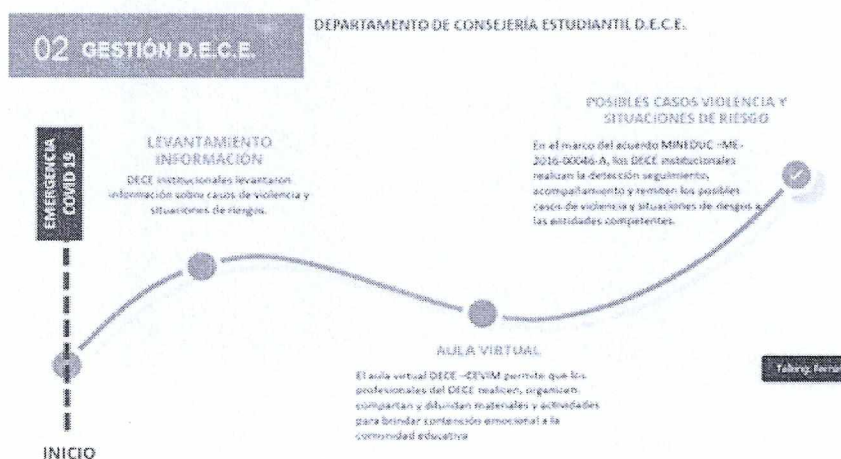 02 GESTIÓN D.E.C.E.
DEPARTAMENTO DE CONSEJERÍA ESTUDIANTIL D.E.C.E.
EMERGENCIA
COVID 19
LEVANTAMIENTO
INFORMACIÓN
DECE institucionales levantaron
información sobre casos de violencia y
situaciones de riesgos.
POSIBLES CASOS VIOLENCIA Y
SITUACIONES DE RIESGO
En el marco del acuerdo MINEDUC -ME-
2016-00046-A, los DECE institucionales
realizan la detección seguimiento,
acompañamiento y remiten los posibles
casos de violencia y situaciones de riesgos a
las entidades competentes.
AULA VIRTUAL
El aula virtual DECE -CEVIM permite que los
profesionales del DECE realicen, organicen
compartan y difundan materiales y actividades
para brindar contención emocional a la
comunidad educativa
Talking:
INICIO